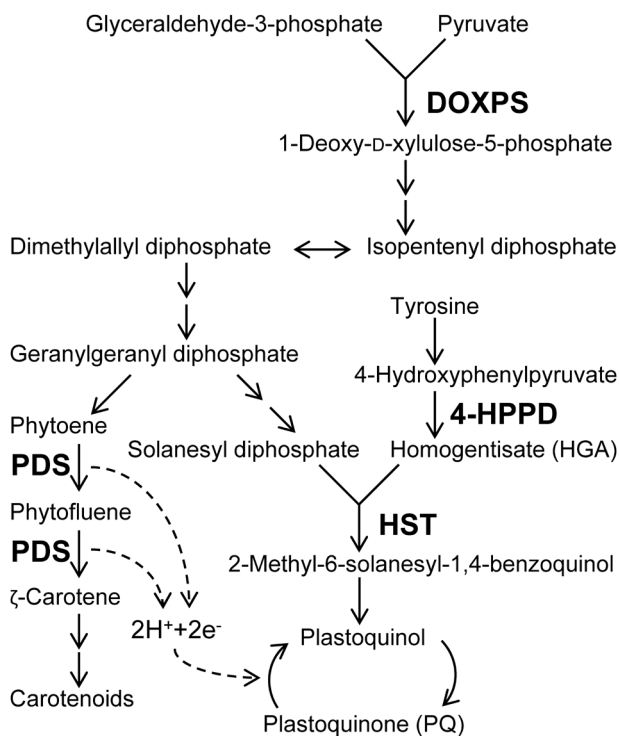 Glyceraldehyde-3-phosphate Pyruvate
DOXPS
1-Deoxy-D-xylulose-5-phosphate
Dimethylallyl diphosphate Isopentenyl diphosphate
Tyrosine
Geranylgeranyl diphosphate
4-Hydroxyphenylpyruvate
4-HPPD
Phytoene
Solanesyl diphosphate Homogentisate (HGA)
PDS
Phytofluene
HST
PDS
2-Methyl-6-solanesyl-1,4-benzoquinol
ζ-Carotene
2H⁺+2e⁻
Plastoquinol
Carotenoids
Plastoquinone (PQ)